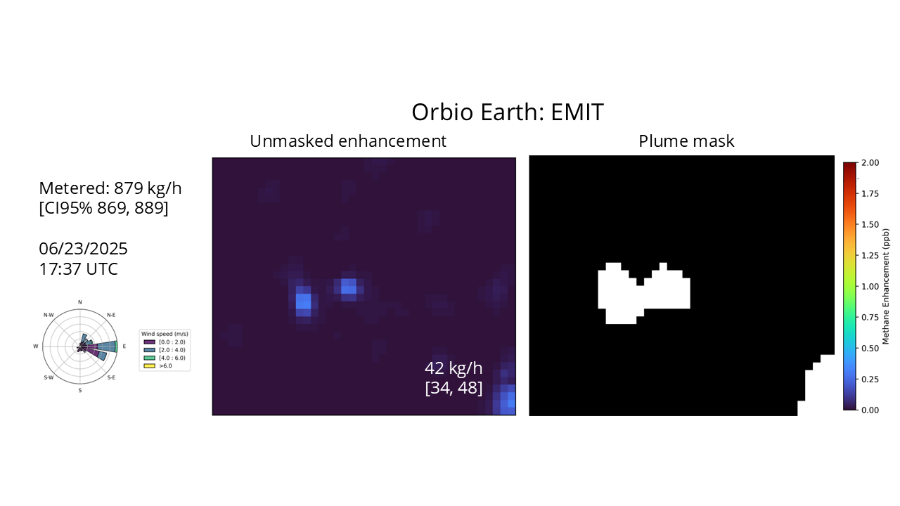 Orbio Earth: EMIT
Unmasked enhancement
Plume mask
Metered: 879 kg/h
[CI95% 869, 889]
06/23/2025
17:37 UTC
N
N-W
N-E
W
E
S-W
S-E
S
Wind speed (m/s)
[0.0 : 2.0)
[2.0 : 4.0)
[4.0 : 6.0)
>6.0
42 kg/h
[34, 48]
2.00
1.75
1.50
1.25
1.00
0.75
0.50
0.25
0.00
Methane Enhancement (ppb)